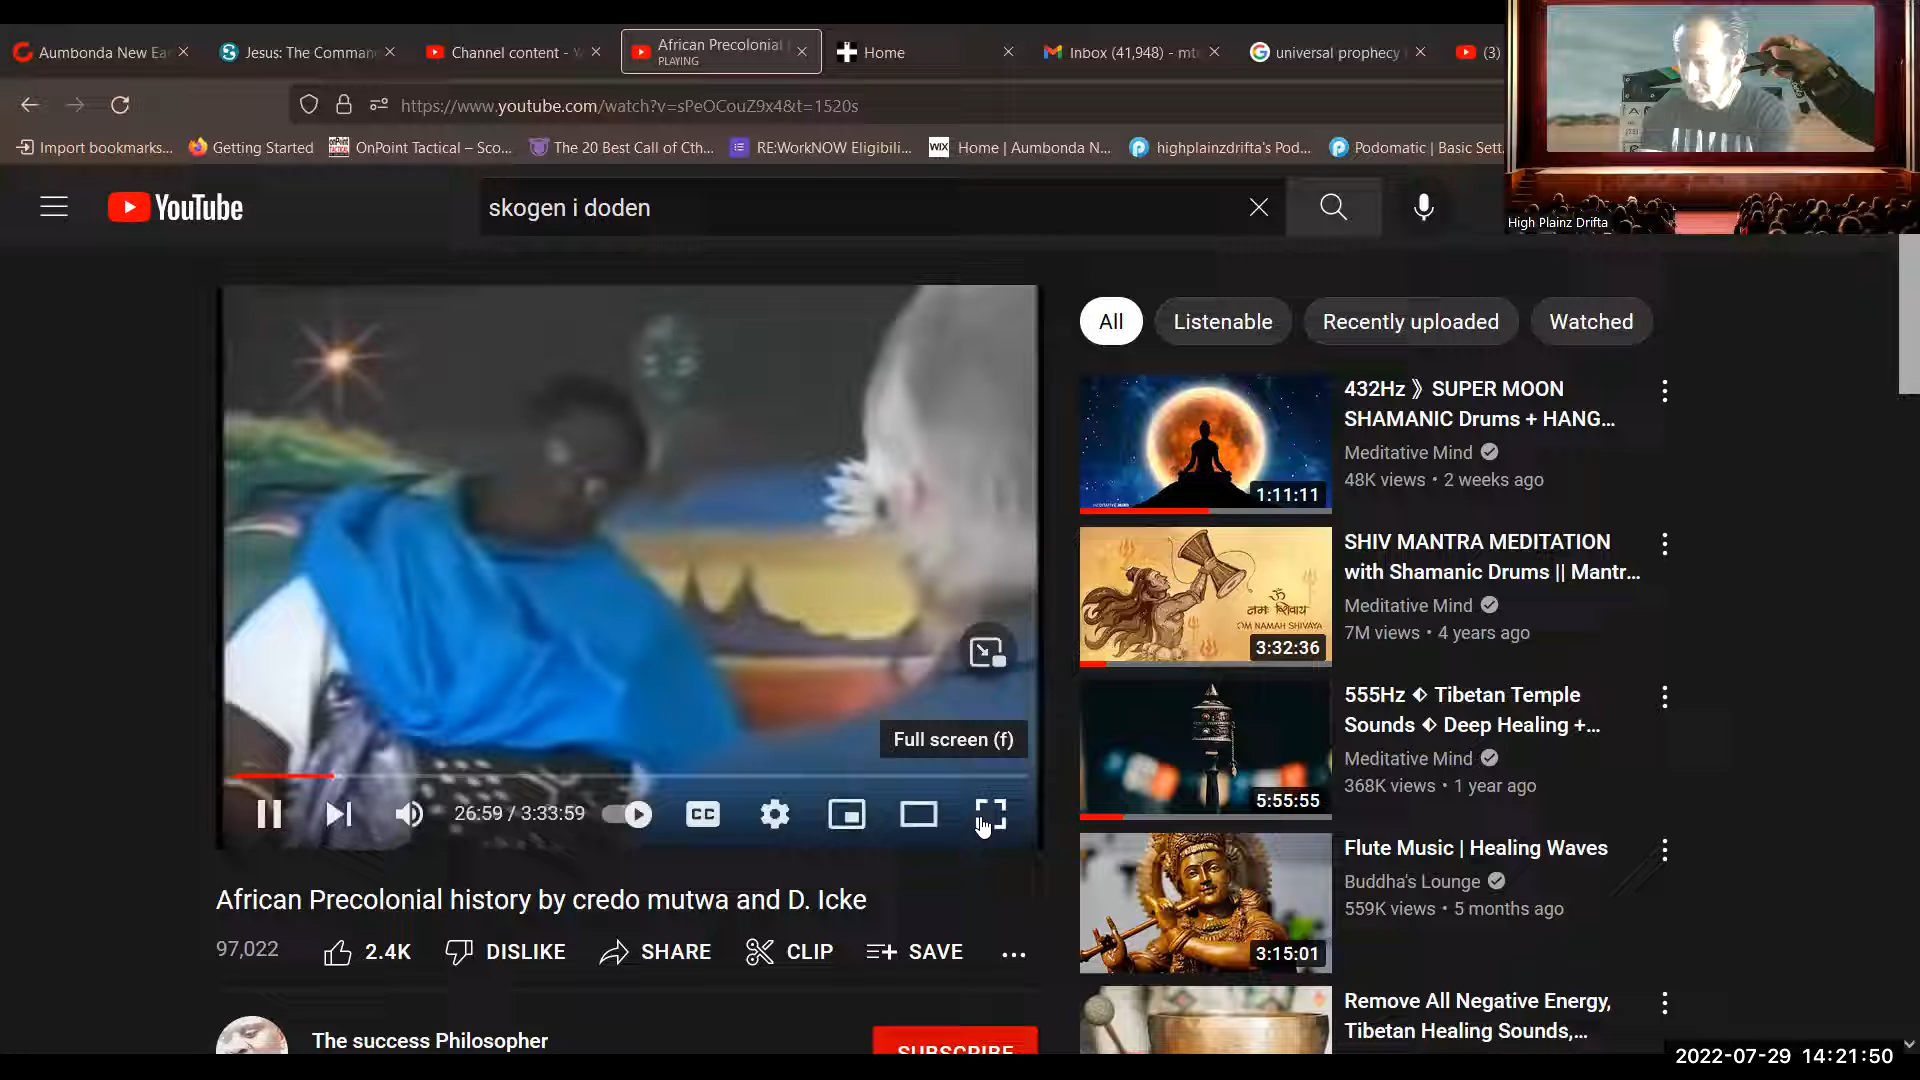 Aumbonda New Ea
Jesus: The Comman
Channel content -
African Precolonial
PLAYING
Home
Inbox (41,948) - mt
universal prophecy
(3)
https://www.youtube.com/watch?v=sPeOCouZ9x4&t=1520s
Import bookmarks...
Getting Started
OnPoint Tactical – Sco...
The 20 Best Call of Cth...
RE:WorkNOW Eligibili...
WIX
Home | Aumbonda N...
highplainzdrifta's Pod...
Podomatic | Basic Sett
High Plainz Drifta
YouTube
skogen i doden
All
Listenable
Recently uploaded
Watched
432Hz 》SUPER MOON
SHAMANIC Drums + HANG...
Meditative Mind
48K views • 2 weeks ago
1:11:11
SHIV MANTRA MEDITATION
with Shamanic Drums || Mantr...
Meditative Mind
7M views • 4 years ago
ॐ
नमः शिवाय
OM NAMAH SHIVAYA
3:32:36
555Hz ⬖ Tibetan Temple
Sounds ⬖ Deep Healing +...
Meditative Mind
368K views • 1 year ago
5:55:55
Full screen (f)
26:59 / 3:33:59
CC
Flute Music | Healing Waves
Buddha's Lounge
559K views • 5 months ago
3:15:01
African Precolonial history by credo mutwa and D. Icke
97,022
2.4K
DISLIKE
SHARE
CLIP
SAVE
Remove All Negative Energy,
Tibetan Healing Sounds,...
The success Philosopher
SUBSCRIBE
2022-07-29 14:21:50